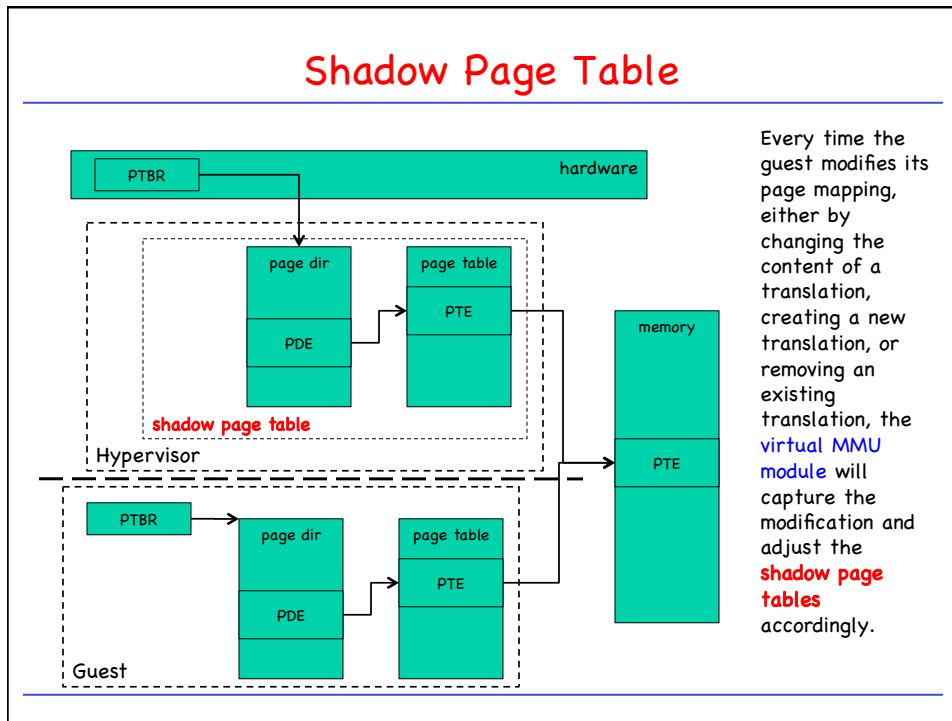 Shadow Page Table
hardware
PTBR
page dir
page table
PTE
PDE
shadow page table
Hypervisor
memory
PTE
PTBR
page dir
page table
PTE
PDE
Guest
Every time the
guest modifies its
page mapping,
either by
changing the
content of a
translation,
creating a new
translation, or
removing an
existing
translation, the
virtual MMU
module will
capture the
modification and
adjust the
shadow page
tables
accordingly.